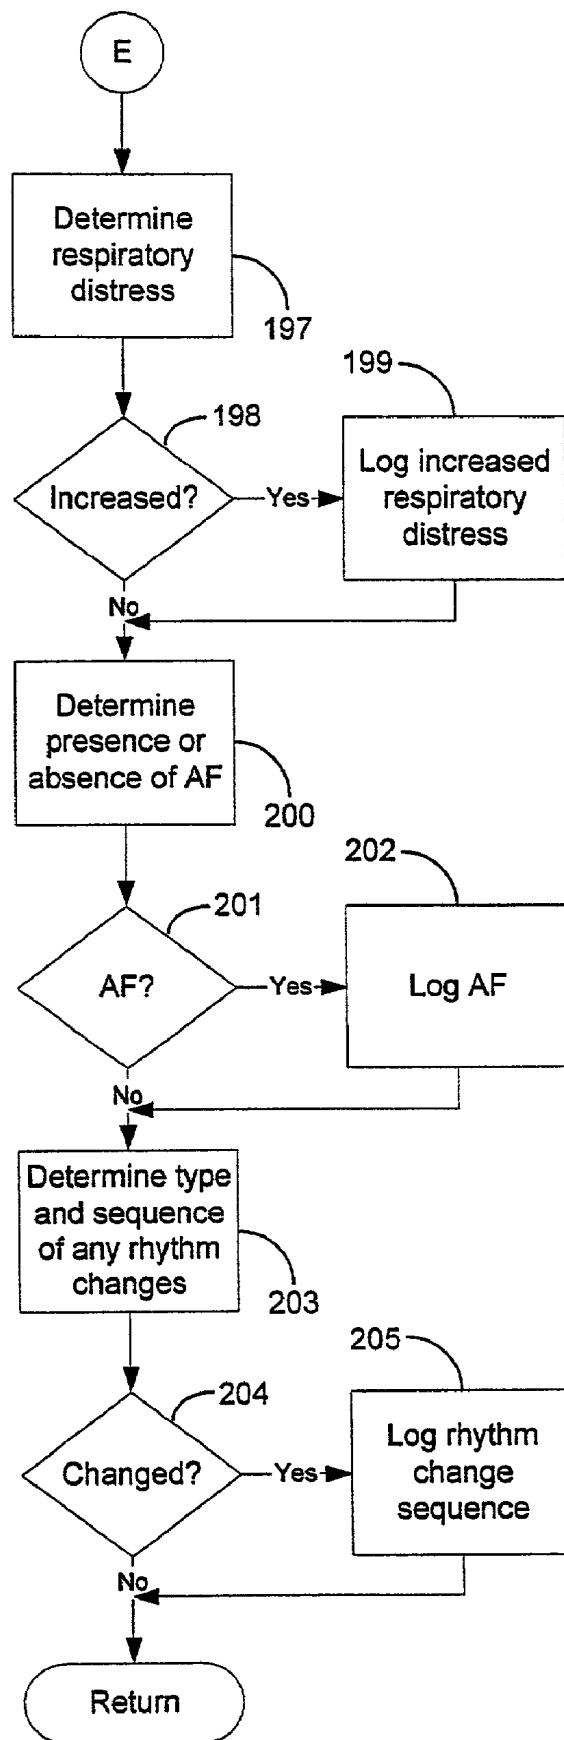 E
Determine
respiratory
distress
197
198
199
Increased?
Yes
Log increased
respiratory
distress
No
Determine
presence or
absence of AF
200
201
202
AF?
Yes
Log AF
No
Determine type
and sequence
of any rhythm
changes
203
204
205
Changed?
Yes
Log rhythm
change
sequence
No
Return